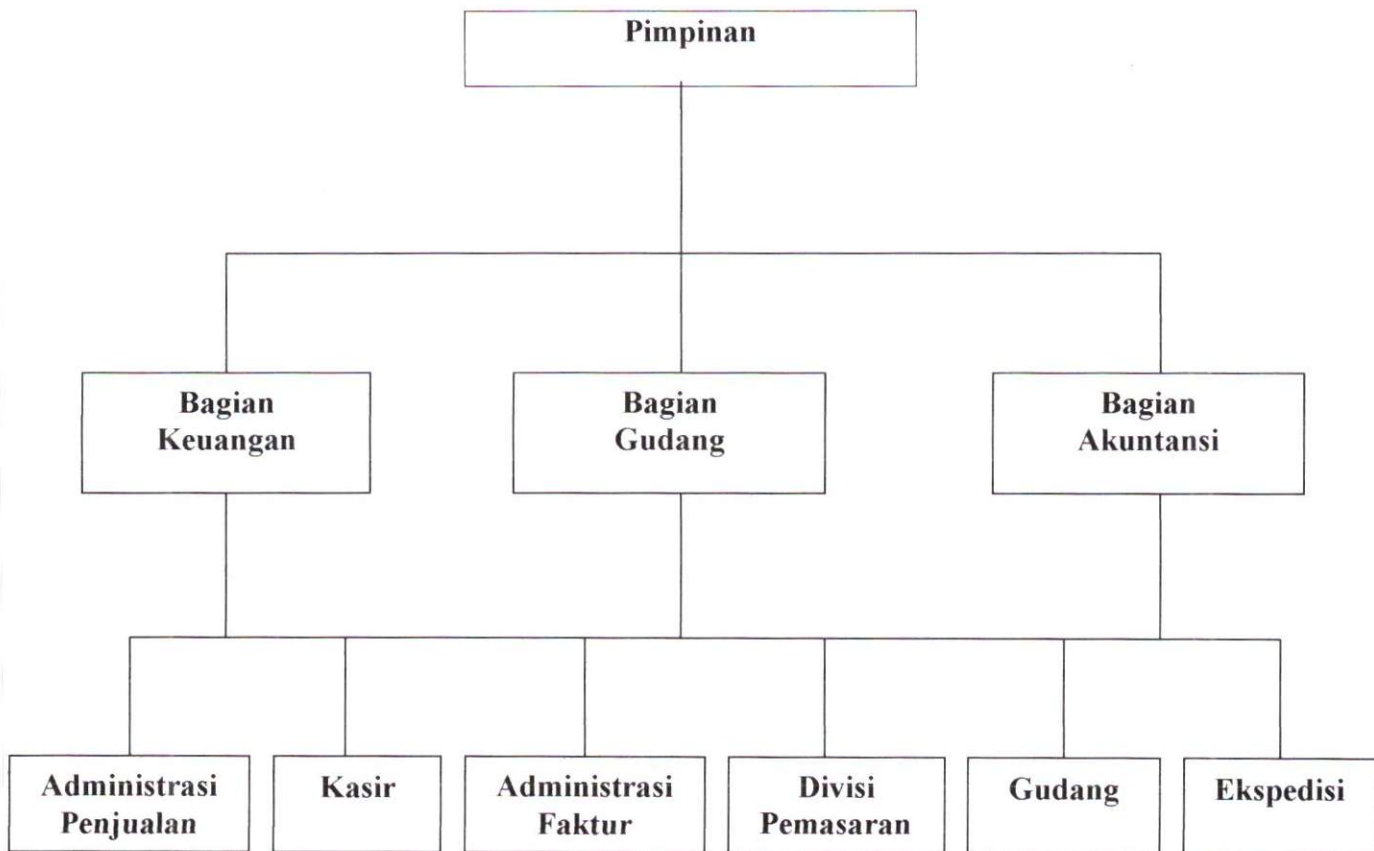 Pimpinan
Bagian
Keuangan
Bagian
Gudang
Bagian
Akuntansi
Administrasi
Penjualan
Kasir
Administrasi
Faktur
Divisi
Pemasaran
Gudang
Ekspedisi